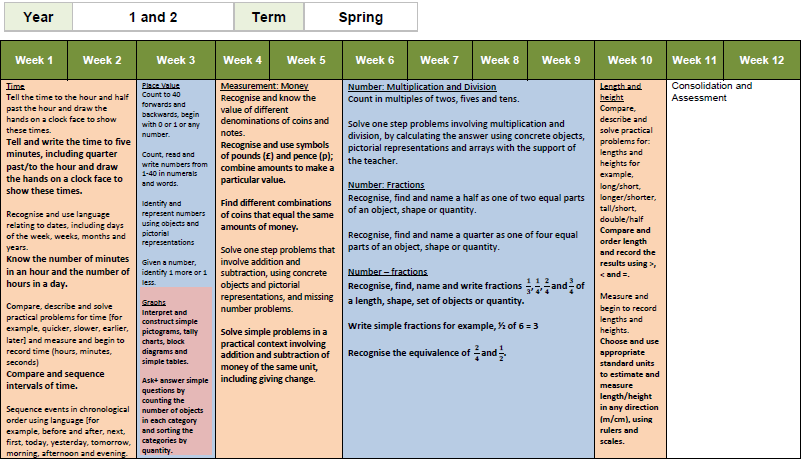 Year 1 and 2 Term Spring
Week 1 Week 2 Week 3 Week 4 Week 5 Week 6 Week 7 Week 8 Week 9 Week 10 Week 11 Week 12
Time
Tell the time to the hour and half
past the hour and draw the
hands on a clock face to show
these times.
Tell and write the time to five
minutes, including quarter
past/to the hour and draw
the hands on a clock face to
show these times.
Recognise and use language
relating to dates, including days
of the week, weeks, months and
years.
Know the number of minutes
in an hour and the number of
hours in a day.
Compare, describe and solve
practical problems for time [for
example, quicker, slower, earlier,
later] and measure and begin to
record time (hours, minutes,
seconds)
Compare and sequence
intervals of time.
Sequence events in chronological
order using language [for
example, before and after, next,
first, today, yesterday, tomorrow,
morning, afternoon and evening.
Place Value
Count to 40
forwards and
backwards, begin
with 0 or 1 or any
number.
Count, read and
write numbers from
1-40 in numerals
and words.
Identify and
represent numbers
using objects and
pictorial
representations
Given a number,
identify 1 more or 1
less.
Graphs
Interpret and
construct simple
pictograms, tally
charts, block
diagrams and
simple tables.
Ask+ answer simple
questions by
counting the
number of objects
in each category
and sorting the
categories by
quantity.
Measurement: Money
Recognise and know the
value of different
denominations of coins and
notes.
Recognise and use symbols
of pounds (£) and pence (p);
combine amounts to make a
particular value.
Find different combinations
of coins that equal the same
amounts of money.
Solve one step problems that
involve addition and
subtraction, using concrete
objects and pictorial
representations, and missing
number problems.
Solve simple problems in a
practical context involving
addition and subtraction of
money of the same unit,
including giving change.
Number: Multiplication and Division
Count in multiples of twos, fives and tens.
Solve one step problems involving multiplication and
division, by calculating the answer using concrete objects,
pictorial representations and arrays with the support of
the teacher.
Number: Fractions
Recognise, find and name a half as one of two equal parts
of an object, shape or quantity.
Recognise, find and name a quarter as one of four equal
parts of an object, shape or quantity.
Number – fractions
Recognise, find, name and write fractions 1/3, 1/4, 2/4 and 3/4 of
a length, shape, set of objects or quantity.
Write simple fractions for example, ½ of 6 = 3
Recognise the equivalence of 2/4 and 1/2.
Length and
height
Compare,
describe and
solve practical
problems for:
lengths and
heights for
example,
long/short,
longer/shorter,
tall/short,
double/half
Compare and
order length
and record the
results using >,
< and =.
Measure and
begin to record
lengths and
heights.
Choose and use
appropriate
standard units
to estimate and
measure
length/height
in any direction
(m/cm), using
rulers and
scales.
Consolidation and
Assessment